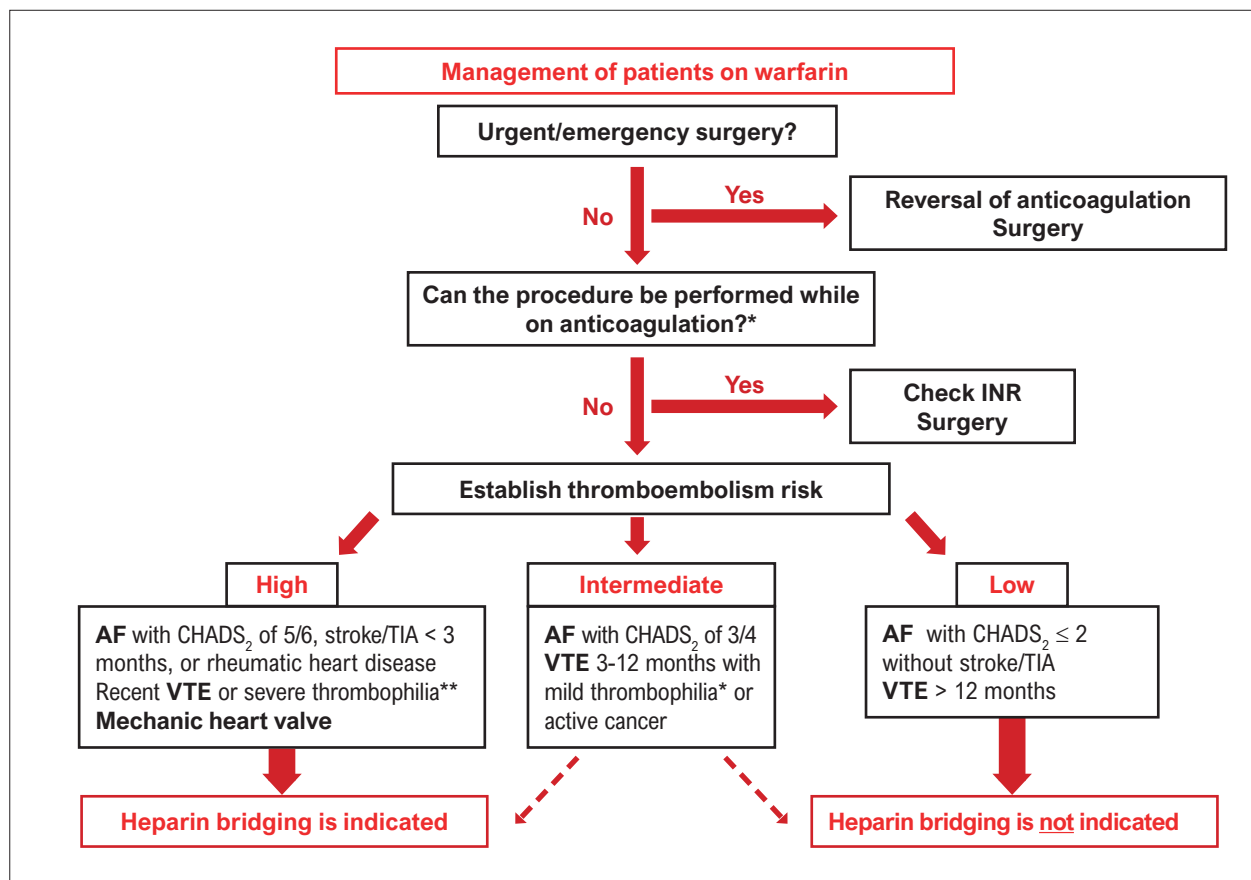 Management of patients on warfarin
Urgent/emergency surgery?
Yes
No
Reversal of anticoagulation
Surgery
Can the procedure be performed while
on anticoagulation?*
Yes
No
Check INR
Surgery
Establish thromboembolism risk
High
AF with CHADS₂ of 5/6, stroke/TIA < 3
months, or rheumatic heart disease
Recent VTE or severe thrombophilia**
Mechanic heart valve
Intermediate
AF with CHADS₂ of 3/4
VTE 3-12 months with
mild thrombophilia* or
active cancer
Low
AF with CHADS₂ ≤ 2
without stroke/TIA
VTE > 12 months
Heparin bridging is indicated
Heparin bridging is not indicated